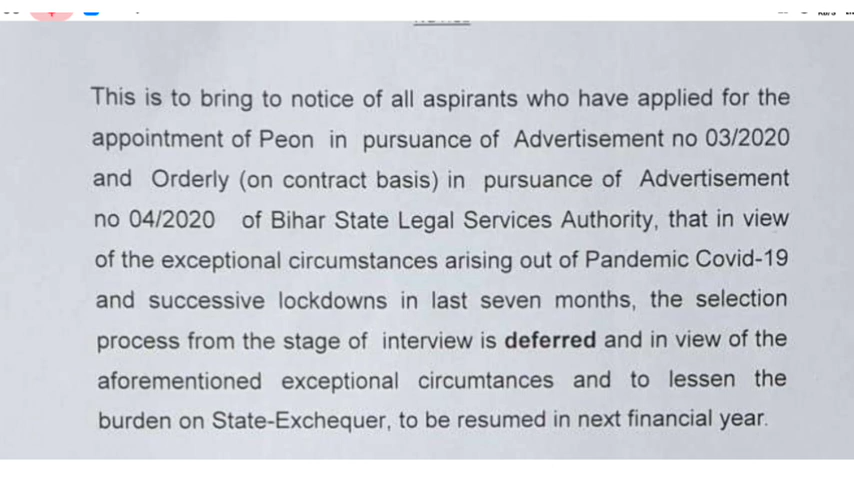 This is to bring to notice of all aspirants who have applied for the
appointment of Peon in pursuance of Advertisement no 03/2020
and Orderly (on contract basis) in pursuance of Advertisement
no 04/2020 of Bihar State Legal Services Authority, that in view
of the exceptional circumstances arising out of Pandemic Covid-19
and successive lockdowns in last seven months, the selection
process from the stage of interview is deferred and in view of the
aforementioned exceptional circumtances and to lessen the
burden on State-Exchequer, to be resumed in next financial year.